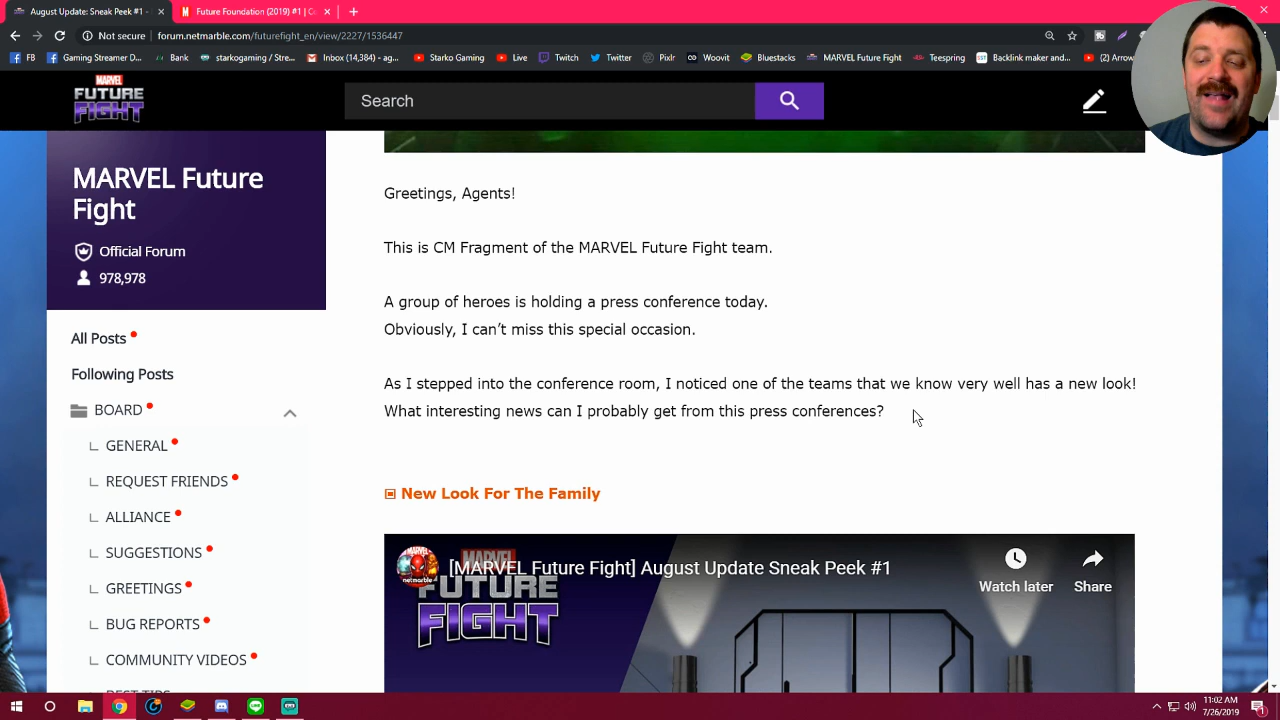 August Update: Sneak Peek #1 -
Future Foundation (2019) #1 | Co
Not secure
forum.netmarble.com/futurefight_en/view/2227/1536447
FB
Gaming Streamer D...
Bank
starkogaming / Stre...
Inbox (14,384) - ag...
Starko Gaming
Live
Twitch
Twitter
Pixlr
Woovit
Bluestacks
MARVEL Future Fight
Teespring
Backlink maker and...
(2) Arrow
MARVEL
FUTURE
FIGHT
Search
MARVEL Future
Fight
Official Forum
978,978
All Posts
Following Posts
BOARD
GENERAL
REQUEST FRIENDS
ALLIANCE
SUGGESTIONS
GREETINGS
BUG REPORTS
COMMUNITY VIDEOS
BEST TIPS
Greetings, Agents!
This is CM Fragment of the MARVEL Future Fight team.
A group of heroes is holding a press conference today.
Obviously, I can't miss this special occasion.
As I stepped into the conference room, I noticed one of the teams that we know very well has a new look!
What interesting news can I probably get from this press conferences?
New Look For The Family
netmarble
[MARVEL Future Fight] August Update Sneak Peek #1
Watch later
Share
FUTURE
FIGHT
11:02 AM
7/26/2019
1